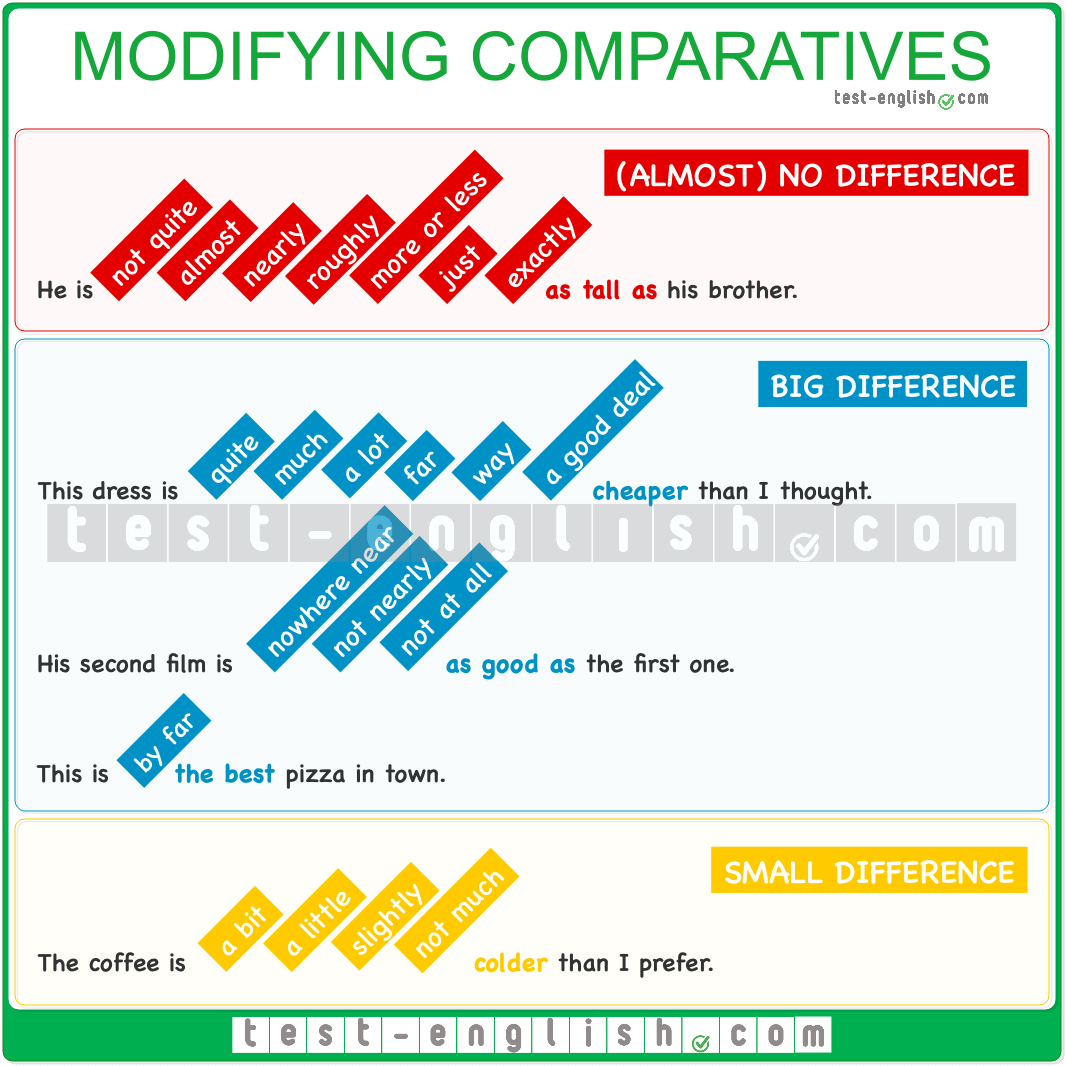 MODIFYING COMPARATIVES
test-english.com
(ALMOST) NO DIFFERENCE
He is not quite almost nearly roughly more or less just exactly as tall as his brother.
BIG DIFFERENCE
This dress is quite much a lot far way a good deal cheaper than I thought.
test-english.com
His second film is nowhere near not nearly not at all as good as the first one.
This is by far the best pizza in town.
SMALL DIFFERENCE
The coffee is a bit a little slightly not much colder than I prefer.
test-english.com